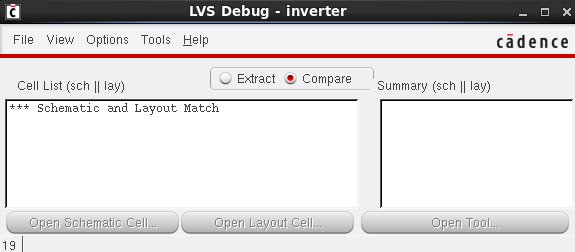 LVS Debug - inverter
File View Options Tools Help
cādence
Extract Compare
Cell List (sch || lay) Summary (sch || lay)
*** Schematic and Layout Match
Open Schematic Cell... Open Layout Cell... Open Tool...
19